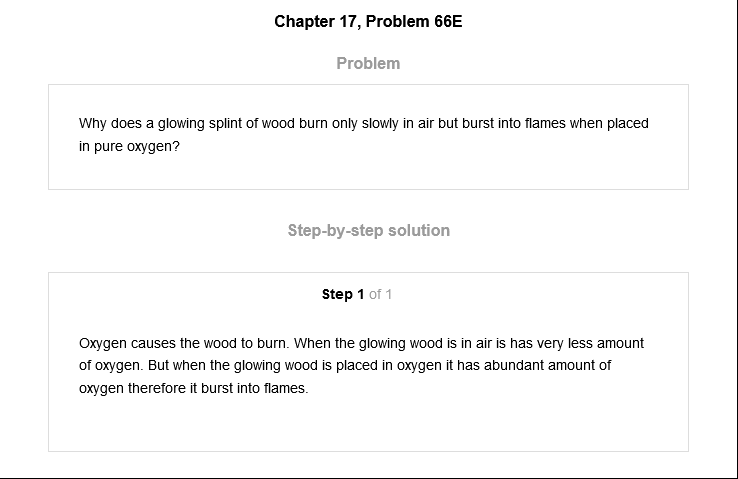 Chapter 17, Problem 66E
Problem
Why does a glowing splint of wood burn only slowly in air but burst into flames when placed
in pure oxygen?
Step-by-step solution
Step 1 of 1
Oxygen causes the wood to burn. When the glowing wood is in air is has very less amount
of oxygen. But when the glowing wood is placed in oxygen it has abundant amount of
oxygen therefore it burst into flames.